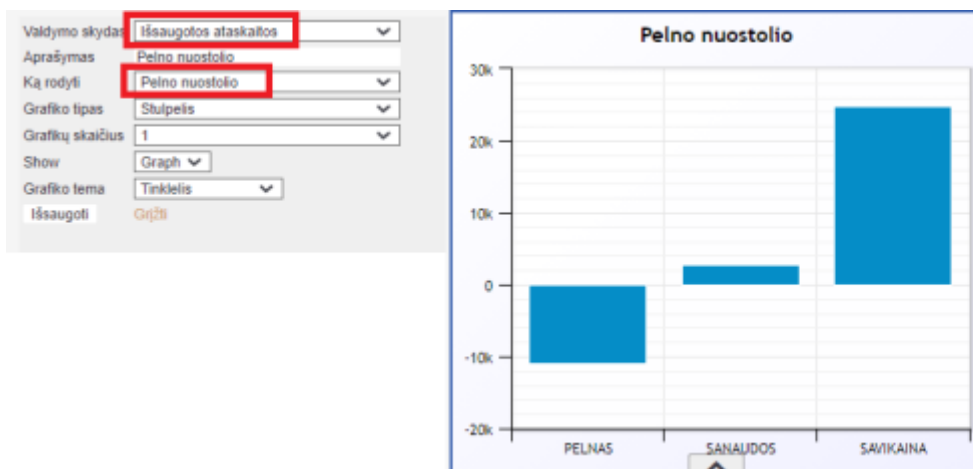 Valdymo skydas Išsaugotos ataskaitos
Aprašymas Pelno nuostolio
Ką rodyti Pelno nuostolio
Grafiko tipas Stulpelis
Grafikų skaičius 1
Show Graph
Grafiko tema Tinklelis
Išsaugoti Grįžti
Pelno nuostolio
30k
20k
10k
0
-10k
-20k
PELNAS SANAUDOS SAVIKAINA